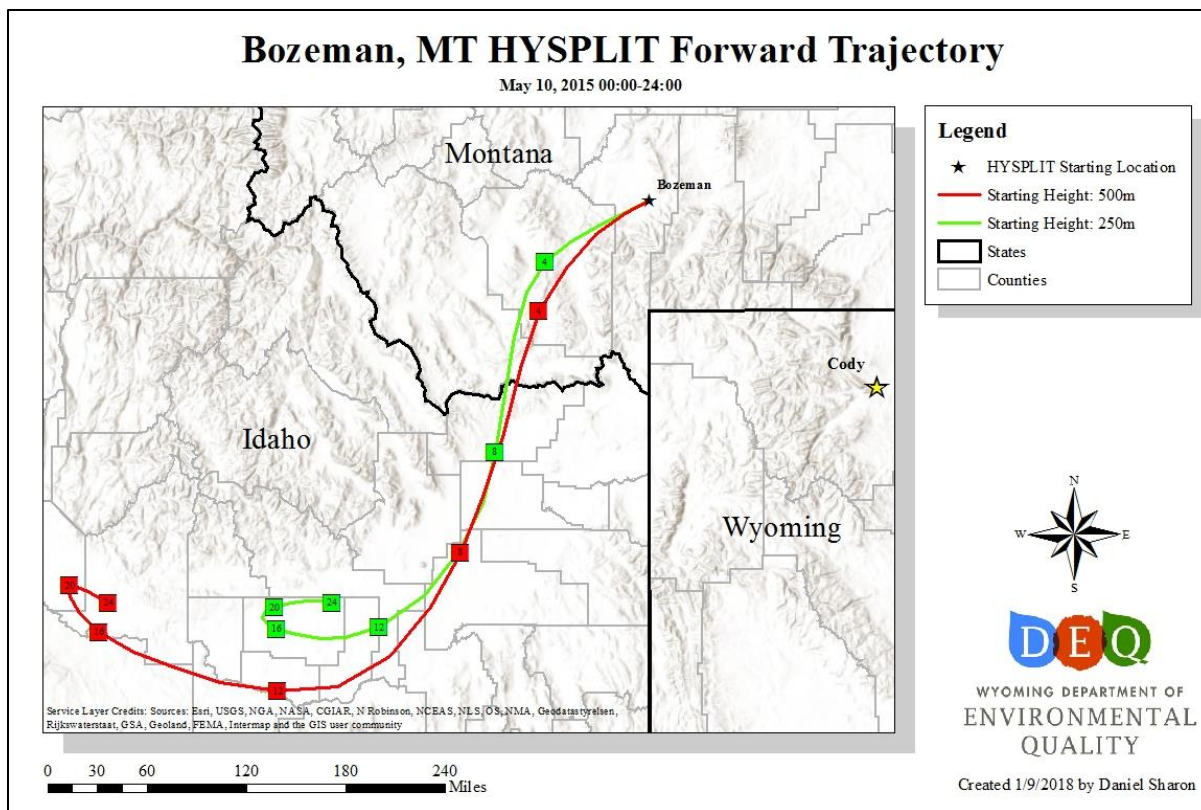 Bozeman, MT HYSPLIT Forward Trajectory
May 10, 2015 00:00-24:00
Montana
Bozeman
4
4
Cody
8
Idaho
Wyoming
8
20
24
24
20
16
12
16
12
Service Layer Credits: Sources: Esri, USGS, NGA, NASA, CGIAR, N Robinson, NCEAS, NLS, OS, NMA, Geodatastyrelsen,
Rijkswaterstaat, GSA, Geoland, FEMA, Intermap and the GIS user community
0 30 60 120 180 240
Miles
Legend
HYSPLIT Starting Location
Starting Height: 500m
Starting Height: 250m
States
Counties
N
W E
S
DEQ
WYOMING DEPARTMENT OF
ENVIRONMENTAL
QUALITY
Created 1/9/2018 by Daniel Sharon